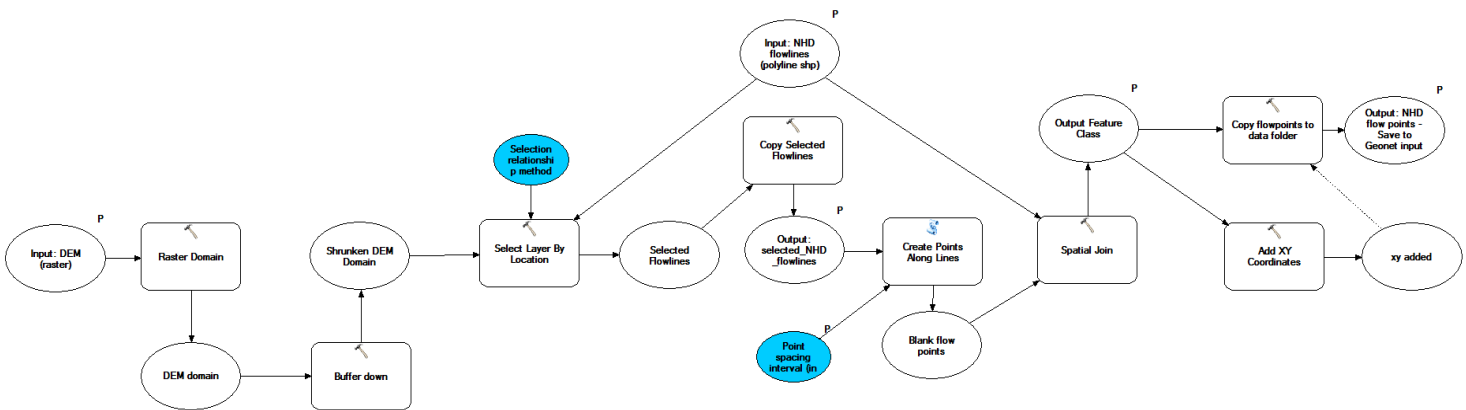 P
Input: DEM
(raster)
Raster Domain
DEM domain
Buffer down
Shrunken DEM
Domain
Selection
relationshi
p method
Select Layer By
Location
Selected
Flowlines
Copy Selected
Flowlines
P
Input: NHD
flowlines
(polyline shp)
P
Output:
selected_NHD
_flowlines
Create Points
Along Lines
P
Point
spacing
interval (in
Blank flow
points
Spatial Join
P
Output Feature
Class
Copy flowpoints to
data folder
P
Output: NHD
flow points -
Save to
Geonet input
Add XY
Coordinates
xy added